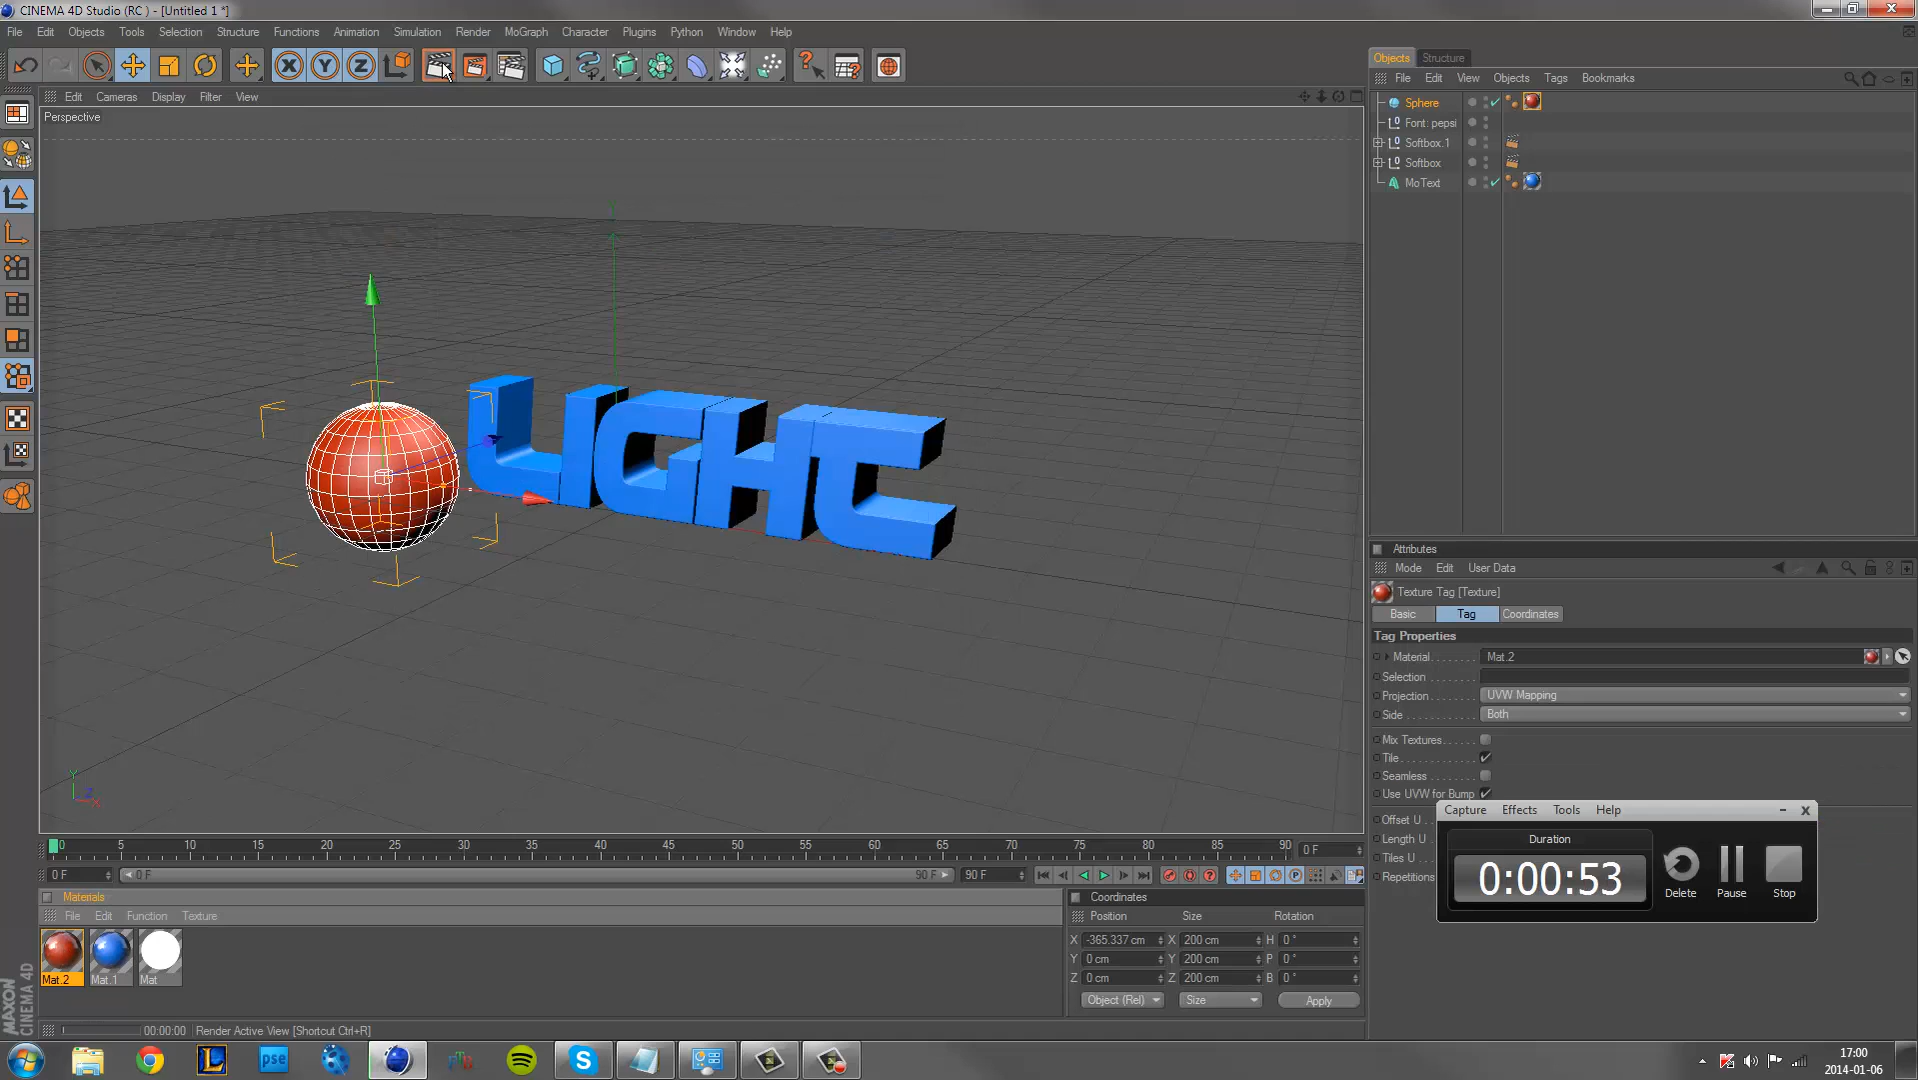 CINEMA 4D Studio (RC ) - [Untitled 1 *]
File Edit Objects Tools Selection Structure Functions Animation Simulation Render MoGraph Character Plugins Python Window Help
Edit Cameras Display Filter View
Perspective
LIGHT
Y
Z
X
0 5 10 15 20 25 30 35 40 45 50 55 60 65 70 75 80 85 90 0 F
0 F 0 F 90 F 90 F
Materials
File Edit Function Texture
Mat.2 Mat.1 Mat
Coordinates
Position Size Rotation
X -365.337 cm X 200 cm H 0 °
Y 0 cm Y 200 cm P 0 °
Z 0 cm Z 200 cm B 0 °
Object (Rel) Size Apply
MAXON CINEMA 4D
00:00:00 Render Active View [Shortcut Ctrl+R]
Objects Structure
File Edit View Objects Tags Bookmarks
Sphere
Font: pepsi
Softbox.1
Softbox
MoText
Attributes
Mode Edit User Data
Texture Tag [Texture]
Basic Tag Coordinates
Tag Properties
Material Mat.2
Selection
Projection UVW Mapping
Side Both
Mix Textures
Tile
Seamless
Use UVW for Bump
Offset U
Length U
Tiles U
Repetitions
Capture Effects Tools Help
Duration
0:00:53
Delete Pause Stop
pse
17:00
2014-01-06